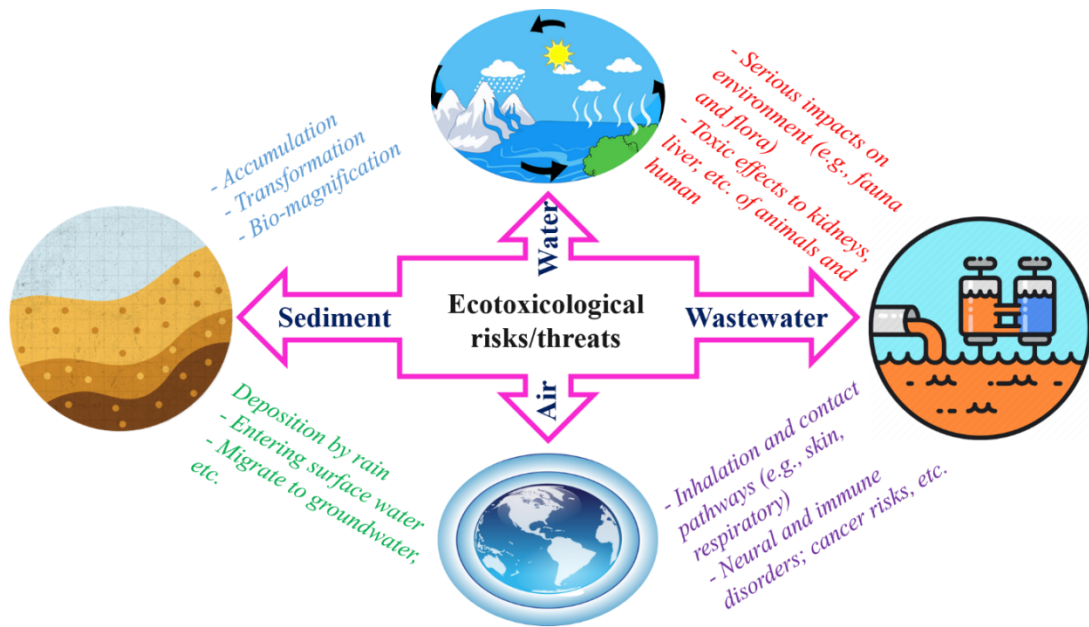 - Accumulation
- Transformation
- Bio-magnification
- Serious impacts on
environment (e.g., fauna
and flora)
- Toxic effects to kidneys,
liver, etc. of animals and
human
Water
Sediment
Ecotoxicological
risks/threats
Wastewater
Air
Deposition by rain
- Entering surface water
- Migrate to groundwater,
etc.
- Inhalation and contact
pathways (e.g., skin,
respiratory)
- Neural and immune
disorders; cancer risks, etc.